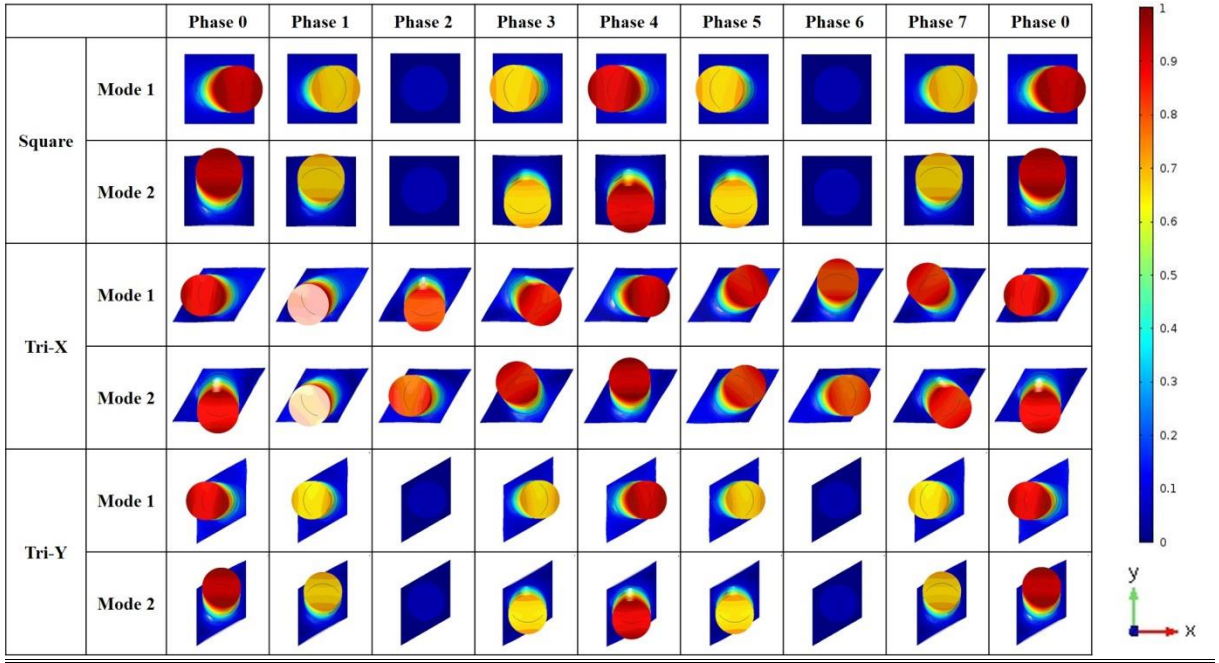 Phase 0 Phase 1 Phase 2 Phase 3 Phase 4 Phase 5 Phase 6 Phase 7 Phase 0
Square
Mode 1
Mode 2
Tri-X
Mode 1
Mode 2
Tri-Y
Mode 1
Mode 2
1
0.9
0.8
0.7
0.6
0.5
0.4
0.3
0.2
0.1
0
y
x